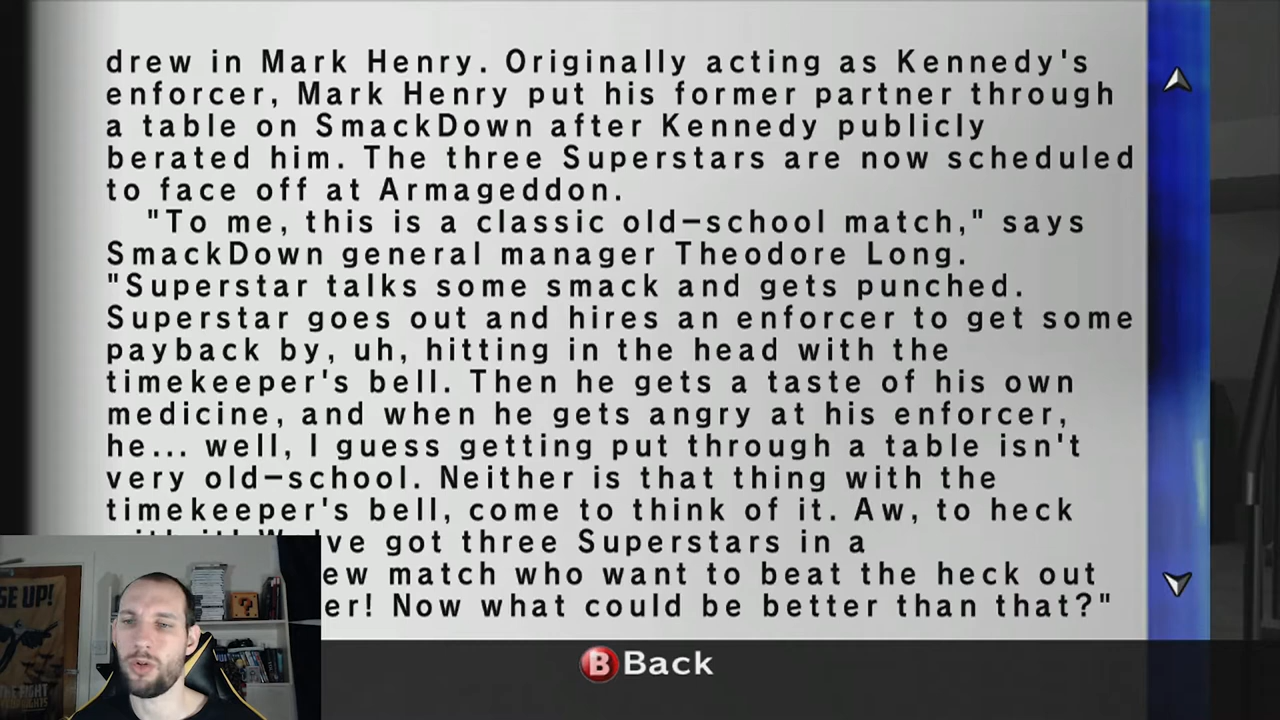 drew in Mark Henry. Originally acting as Kennedy's
enforcer, Mark Henry put his former partner through
a table on SmackDown after Kennedy publicly
berated him. The three Superstars are now scheduled
to face off at Armageddon.
"To me, this is a classic old-school match," says
SmackDown general manager Theodore Long.
"Superstar talks some smack and gets punched.
Superstar goes out and hires an enforcer to get some
payback by, uh, hitting in the head with the
timekeeper's bell. Then he gets a taste of his own
medicine, and when he gets angry at his enforcer,
he... well, I guess getting put through a table isn't
very old-school. Neither is that thing with the
timekeeper's bell, come to think of it. Aw, to heck
got three Superstars in a
match who want to beat the heck out
Now what could be better than that?"
SE UP!
B Back